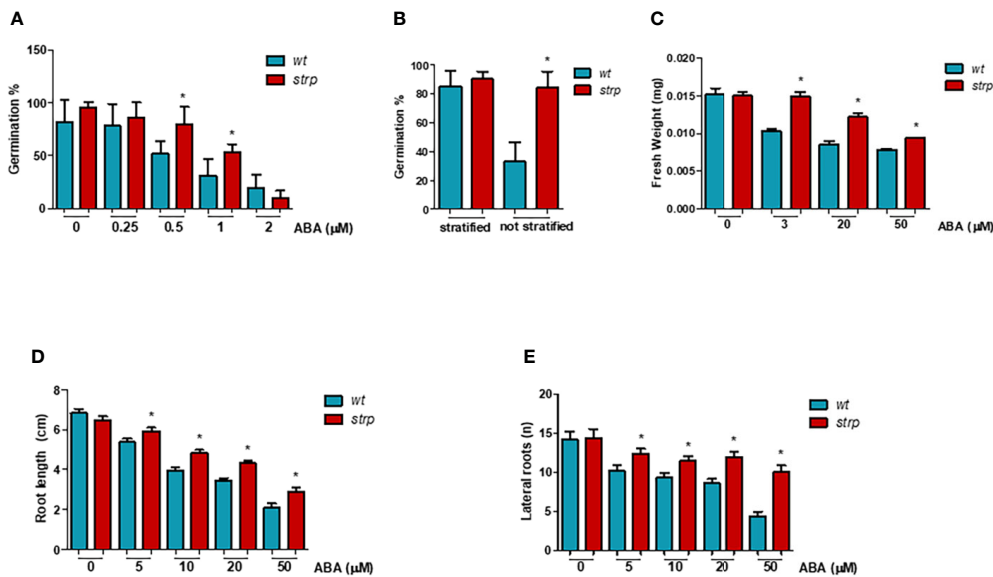 A
Germination %
150
100
50
0
wt
strp
*
*
0 0.25 0.5 1 2 ABA (μM)
B
Germination %
100
80
60
40
20
0
wt
strp
*
stratified not stratified
C
Fresh Weight (mg)
0.020
0.015
0.010
0.005
0.000
wt
strp
*
*
*
0 3 20 50 ABA (μM)
D
Root length (cm)
8
6
4
2
0
wt
strp
*
*
*
*
0 5 10 20 50 ABA (μM)
E
Lateral roots (n)
20
15
10
5
0
wt
strp
*
*
*
*
0 5 10 20 50 ABA (μM)